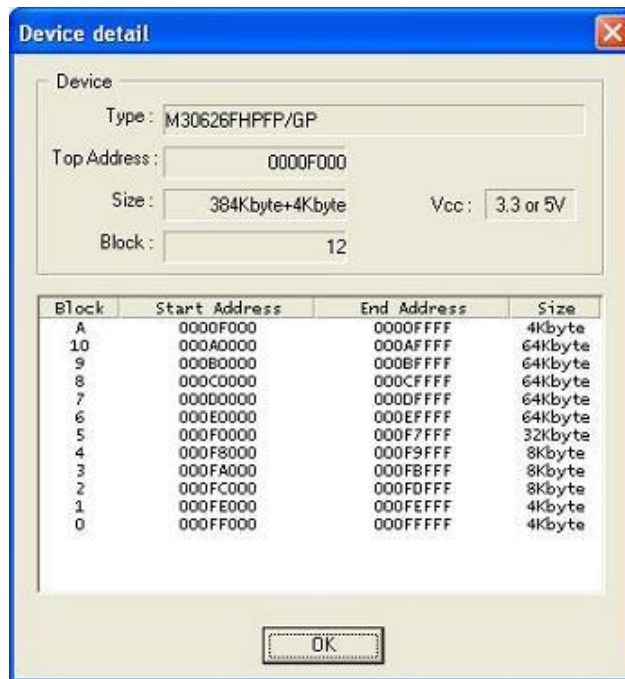 Device detail
Device
Type : M30626FHPFP/GP
Top Address : 0000F000
Size : 384Kbyte+4Kbyte Vcc : 3.3 or 5V
Block : 12
Block Start Address End Address Size
A 0000F000 0000FFFF 4Kbyte
10 000A0000 000AFFFF 64Kbyte
9 000B0000 000BFFFF 64Kbyte
8 000C0000 000CFFFF 64Kbyte
7 000D0000 000DFFFF 64Kbyte
6 000E0000 000EFFFF 64Kbyte
5 000F0000 000F7FFF 32Kbyte
4 000F8000 000F9FFF 8Kbyte
3 000FA000 000FBFFF 8Kbyte
2 000FC000 000FDFFF 8Kbyte
1 000FE000 000FEFFF 4Kbyte
0 000FF000 000FFFFF 4Kbyte
OK